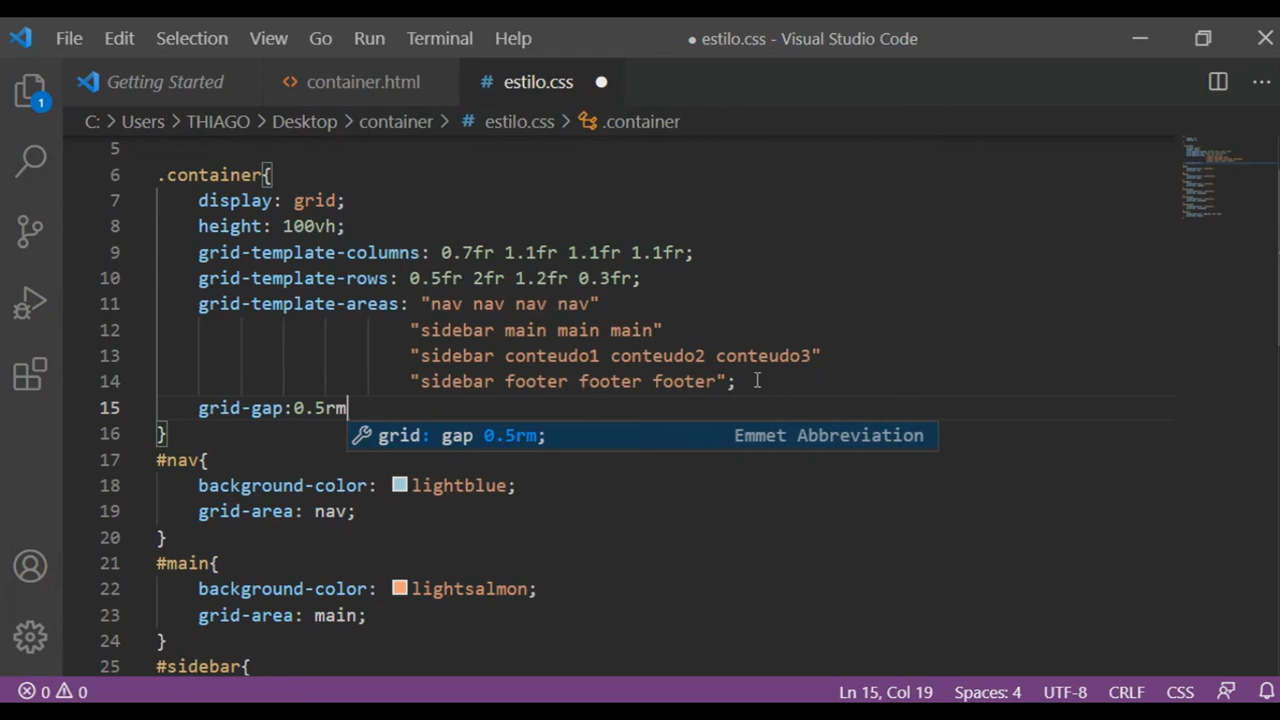 File Edit Selection View Go Run Terminal Help ● estilo.css - Visual Studio Code
Getting Started <> container.html # estilo.css ●
C: > Users > THIAGO > Desktop > container > # estilo.css > .container
5
6 .container{
7 display: grid;
8 height: 100vh;
9 grid-template-columns: 0.7fr 1.1fr 1.1fr 1.1fr;
10 grid-template-rows: 0.5fr 2fr 1.2fr 0.3fr;
11 grid-template-areas: "nav nav nav nav"
12 "sidebar main main main"
13 "sidebar conteudo1 conteudo2 conteudo3"
14 "sidebar footer footer footer";
15 grid-gap:0.5rm
16 }
grid: gap 0.5rm; Emmet Abbreviation
17 #nav{
18 background-color: lightblue;
19 grid-area: nav;
20 }
21 #main{
22 background-color: lightsalmon;
23 grid-area: main;
24 }
25 #sidebar{
1
0 0 Ln 15, Col 19 Spaces: 4 UTF-8 CRLF CSS